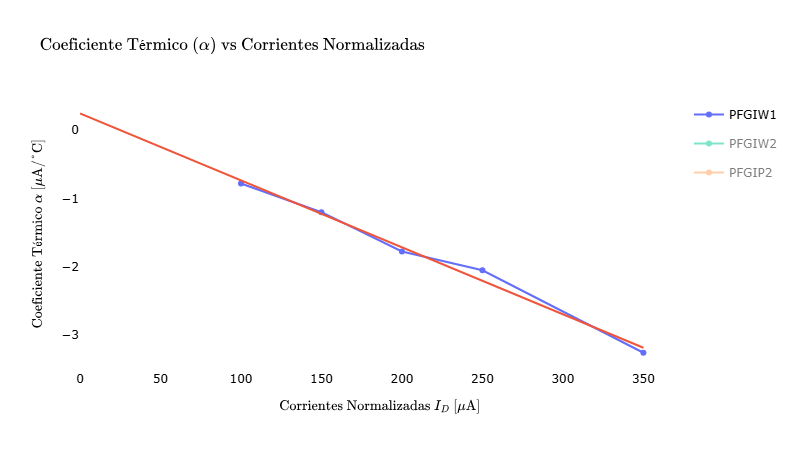 Coeficiente Térmico (α) vs Corrientes Normalizadas
PFGIW1
PFGIW2
PFGIP2
Coeficiente Térmico α [μA/°C]
0
−1
−2
−3
0 50 100 150 200 250 300 350
Corrientes Normalizadas I_D [μA]